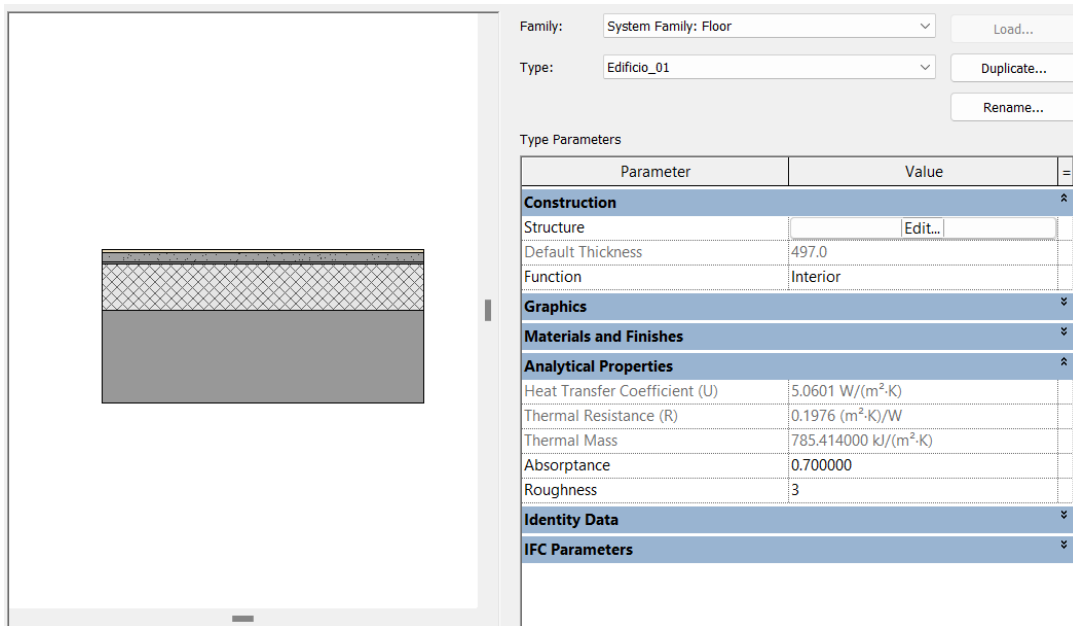 Family: System Family: Floor Load...
Type: Edificio_01 Duplicate...
Rename...
Type Parameters
Parameter Value =
Construction
Structure Edit...
Default Thickness 497.0
Function Interior
Graphics
Materials and Finishes
Analytical Properties
Heat Transfer Coefficient (U) 5.0601 W/(m²·K)
Thermal Resistance (R) 0.1976 (m²·K)/W
Thermal Mass 785.414000 kJ/(m²·K)
Absorptance 0.700000
Roughness 3
Identity Data
IFC Parameters